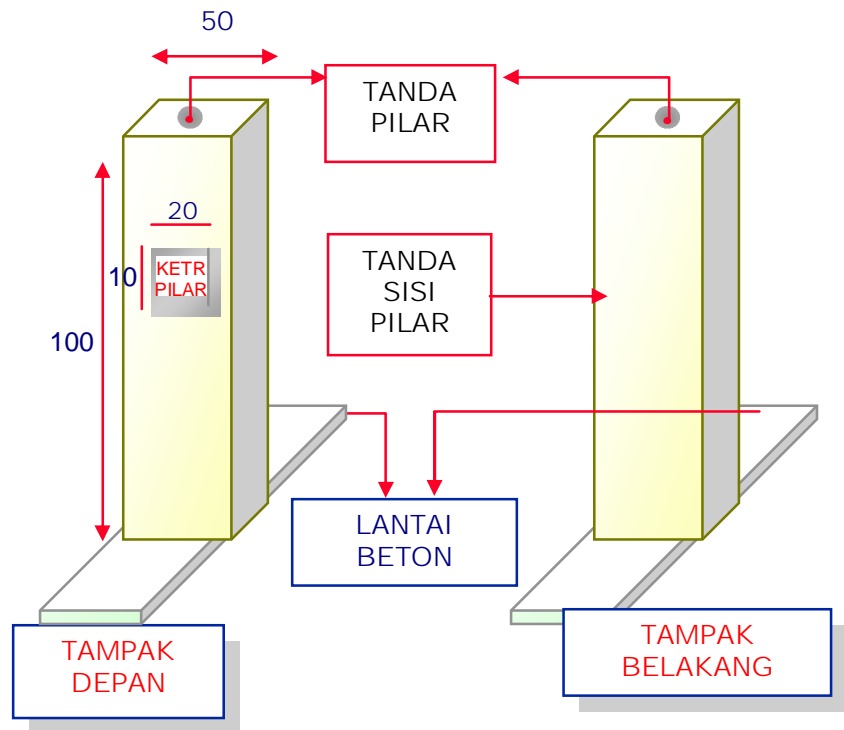 50
TANDA
PILAR
20
10
KETR
PILAR
TANDA
SISI
PILAR
100
LANTAI
BETON
TAMPAK
DEPAN
TAMPAK
BELAKANG